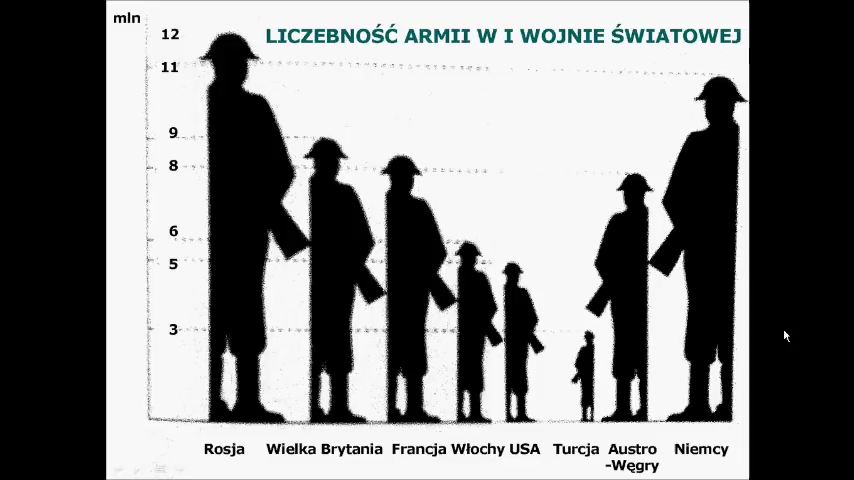 mln
LICZEBNOŚĆ ARMII W I WOJNIE ŚWIATOWEJ
12
11
9
8
6
5
3
Rosja Wielka Brytania Francja Włochy USA Turcja Austro -Węgry Niemcy